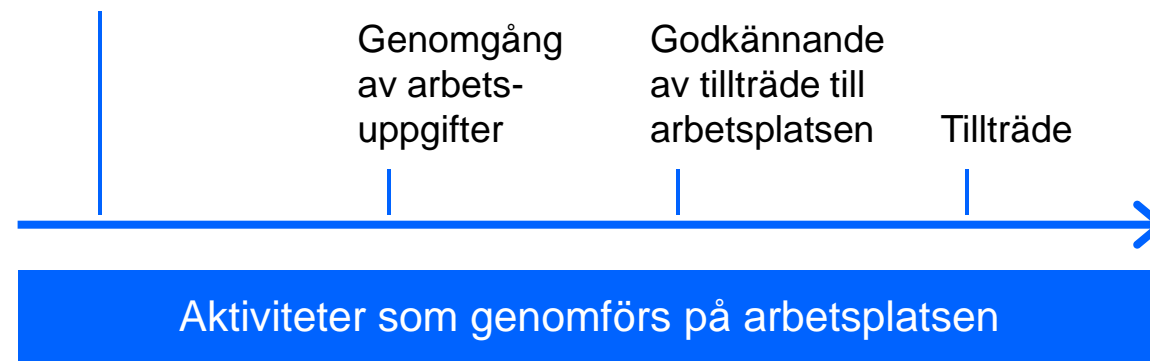 Genomgång
av arbets-
uppgifter
Godkännande
av tillträde till
arbetsplatsen
Tillträde
Aktiviteter som genomförs på arbetsplatsen